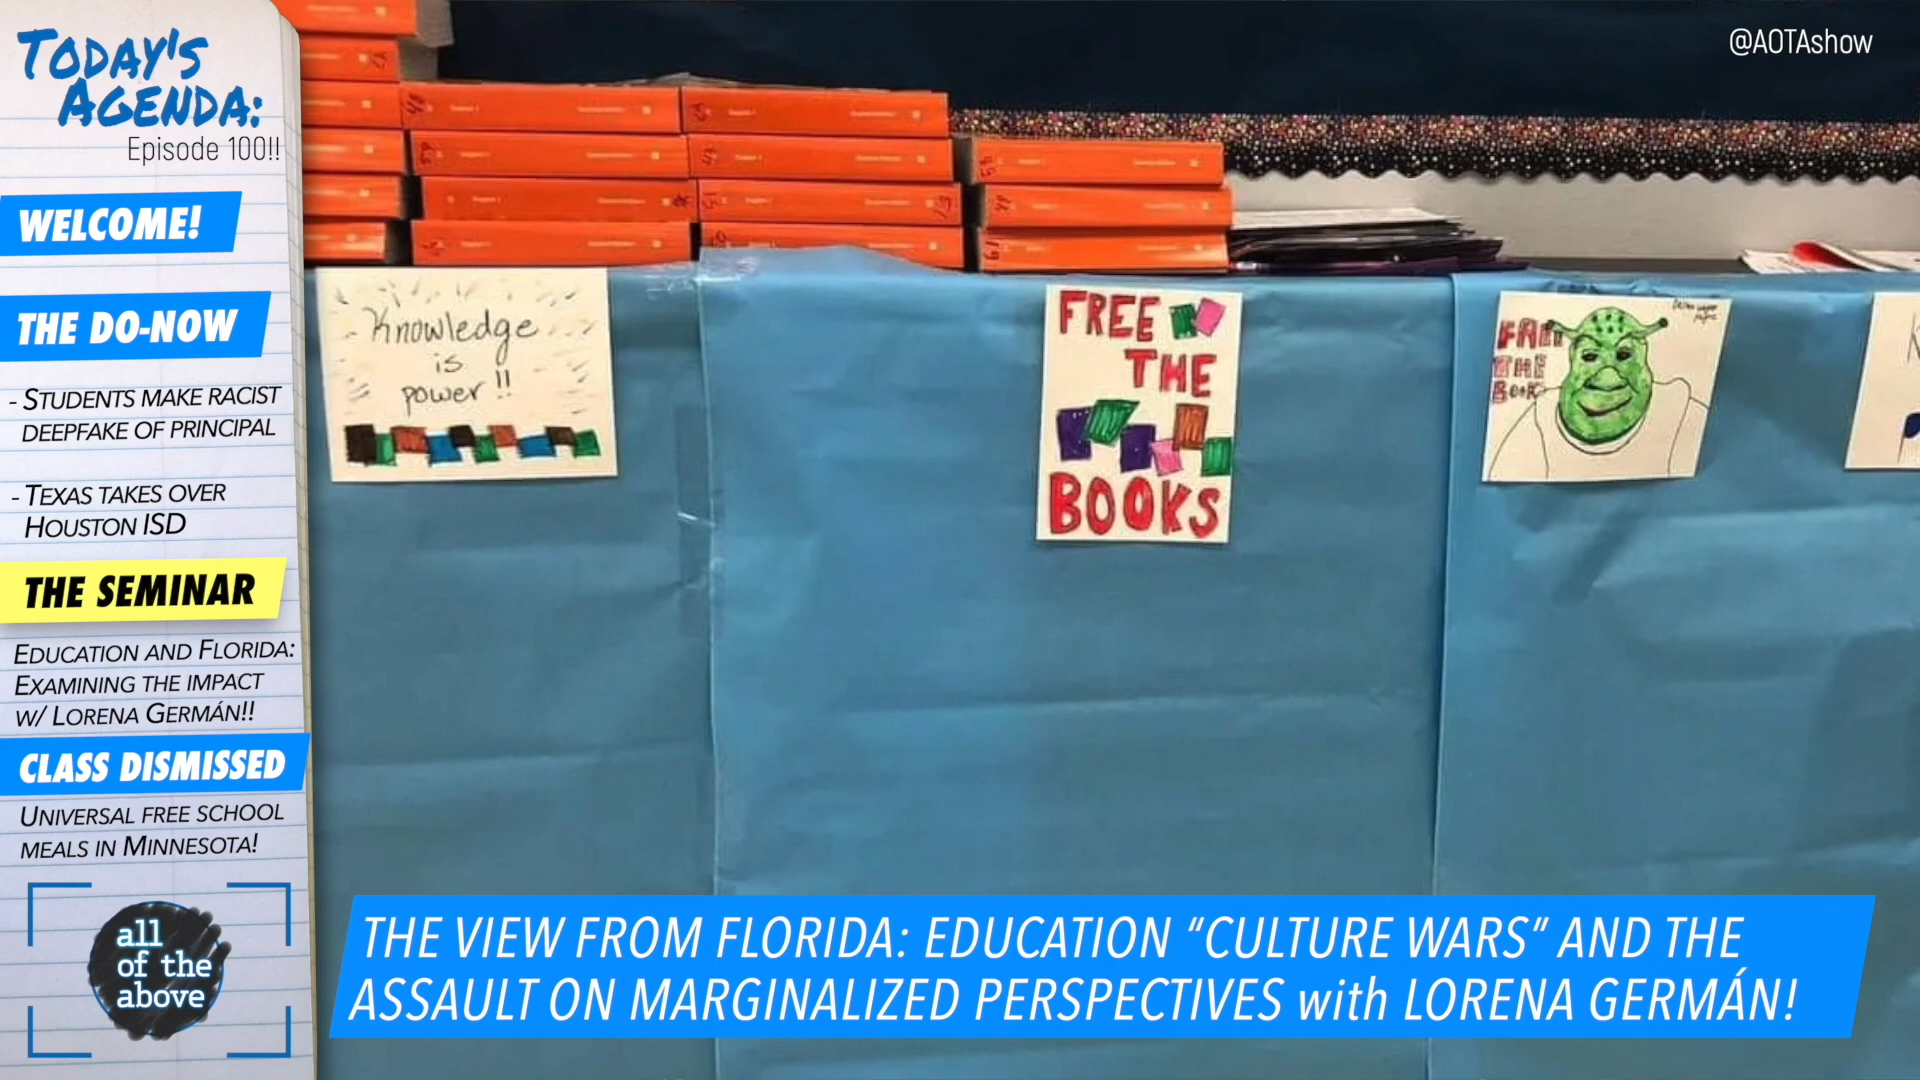 TODAY'S
AGENDA:
Episode 100!!
WELCOME!
THE DO-NOW
- STUDENTS MAKE RACIST
DEEPFAKE OF PRINCIPAL
- TEXAS TAKES OVER
HOUSTON ISD
THE SEMINAR
EDUCATION AND FLORIDA:
EXAMINING THE IMPACT
W/ LORENA GERMÁN!!
CLASS DISMISSED
UNIVERSAL FREE SCHOOL
MEALS IN MINNESOTA!
all
of the
above
@AOTAshow
Knowledge
is
power!!
FREE
THE
BOOKS
FREE
THE
BOOK
THE VIEW FROM FLORIDA: EDUCATION “CULTURE WARS” AND THE
ASSAULT ON MARGINALIZED PERSPECTIVES with LORENA GERMÁN!